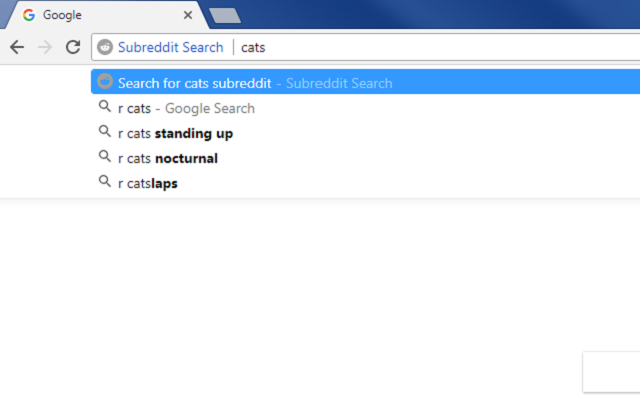 Google
Subreddit Search cats
Search for cats subreddit - Subreddit Search
r cats - Google Search
r cats standing up
r cats nocturnal
r catslaps